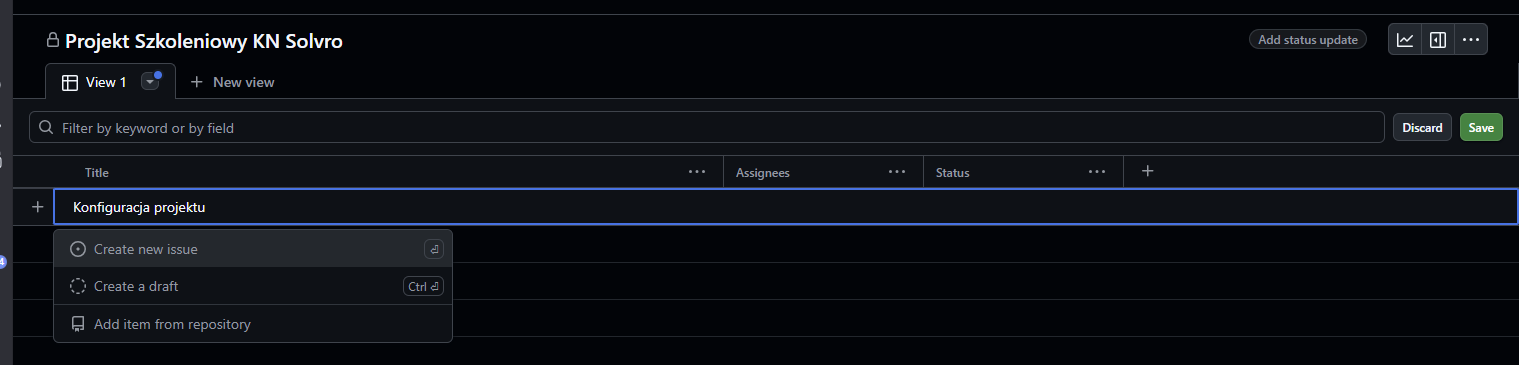 Projekt Szkoleniowy KN Solvro
Add status update
View 1
New view
Filter by keyword or by field
Discard
Save
Title
Assignees
Status
Konfiguracja projektu
Create new issue
Create a draft
Ctrl
Add item from repository
4